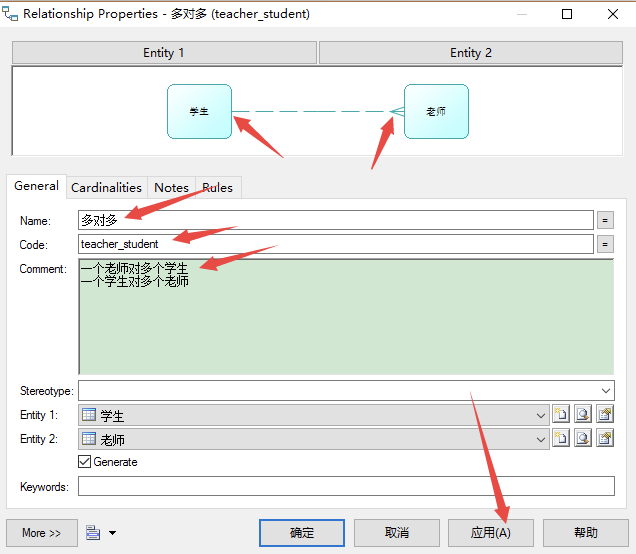 Relationship Properties - 多对多 (teacher_student)
Entity 1
Entity 2
学生
老师
General
Cardinalities
Notes
Rules
Name:
多对多
=
Code:
teacher_student
=
Comment:
一个老师对多个学生
一个学生对多个老师
Stereotype:
Entity 1:
学生
Entity 2:
老师
Generate
Keywords:
More >>
确定
取消
应用(A)
帮助